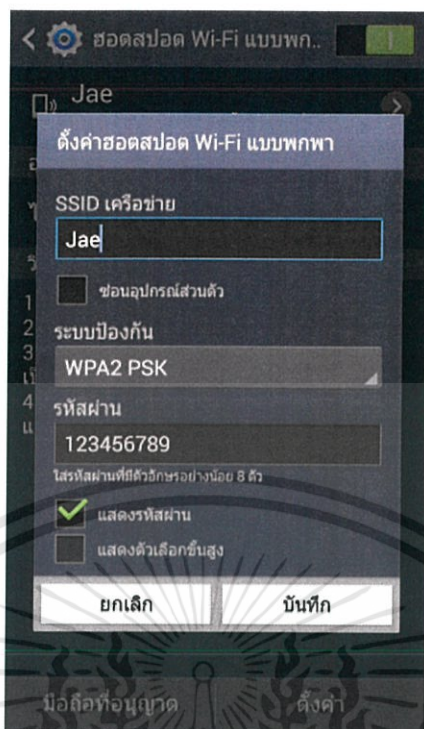 ฮอตสปอต Wi-Fi แบบพก..
Jae
ตั้งค่าฮอตสปอต Wi-Fi แบบพกพา
SSID เครือข่าย
Jae
ซ่อนอุปกรณ์ส่วนตัว
ระบบป้องกัน
WPA2 PSK
รหัสผ่าน
123456789
ใส่รหัสผ่านที่มีตัวอักษรอย่างน้อย 8 ตัว
แสดงรหัสผ่าน
แสดงตัวเลือกขั้นสูง
ยกเลิก
บันทึก
1
2
3
4
มือถือที่อนุญาต
ตั้งค่า